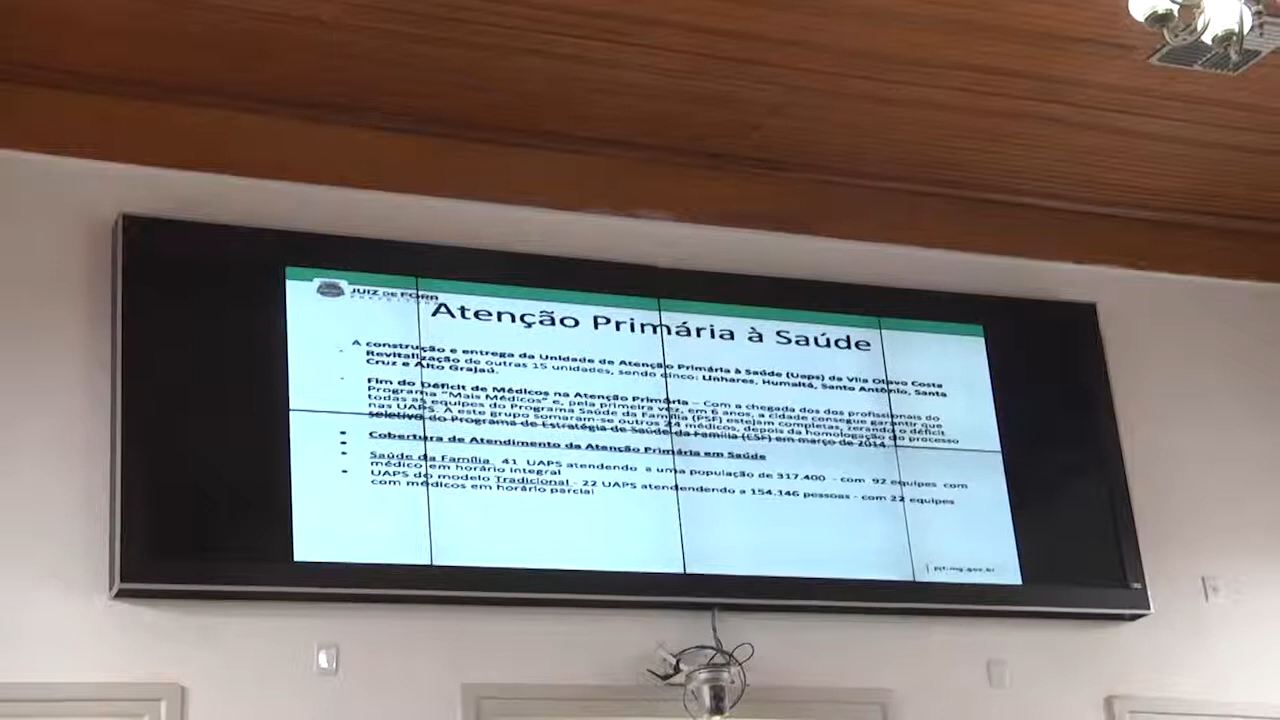 JUIZ DE FORA
PREFEITURA
Atenção Primária à Saúde
A construção e entrega da Unidade de Atenção Primária à Saúde (Uaps) da Vila Olavo Costa
Revitalização de outras 15 unidades, sendo cinco: Linhares, Humaitá, Santo Antônio, Santa
Cruz e Alto Grajaú.
Fim do Déficit de Médicos na Atenção Primária – Com a chegada dos dos profissionais do
Programa “Mais Médicos” e, pela primeira vez, em 6 anos, a cidade consegue garantir que
todas as equipes do Programa Saúde da Família (PSF) estejam completas, zerando o déficit
nas UAPS. A este grupo somaram-se outros 24 médicos, depois da homologação do processo
seletivo do Programa de Estratégia de Saúde da Família (ESF) em março de 2014.
• Cobertura de Atendimento da Atenção Primária em Saúde
• Saúde da Família 41 UAPS atendendo a uma população de 317.400 - com 92 equipes com
médico em horário integral
• UAPS do modelo Tradicional - 22 UAPS atendendendo a 154.146 pessoas - com 22 equipes
com médicos em horário parcial
pjf.mg.gov.br